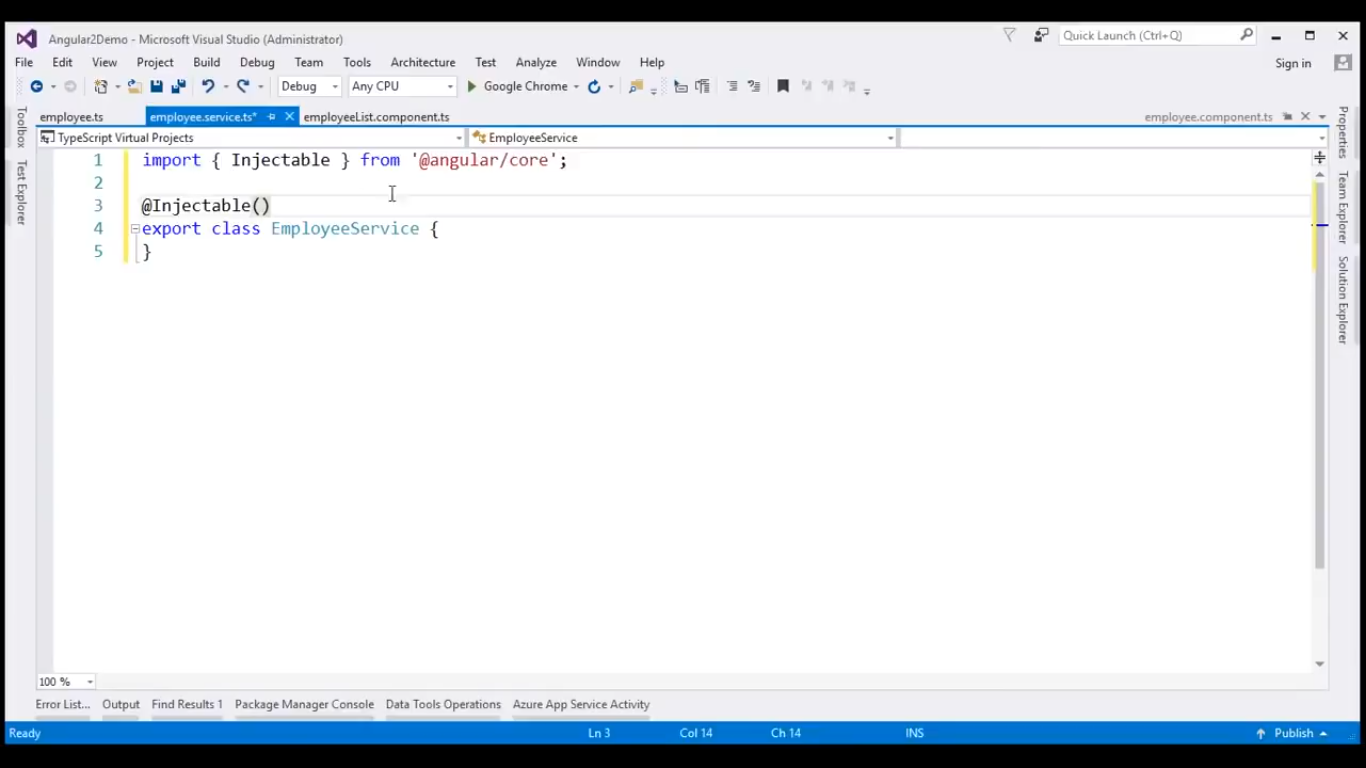 Angular2Demo - Microsoft Visual Studio (Administrator)
Quick Launch (Ctrl+Q)
File Edit View Project Build Debug Team Tools Architecture Test Analyze Window Help
Sign in
Debug Any CPU Google Chrome
employee.ts employee.service.ts* employeeList.component.ts employee.component.ts
TypeScript Virtual Projects EmployeeService
Toolbox
Test Explorer
Properties
Team Explorer
Solution Explorer
1 import { Injectable } from '@angular/core';
2
3 @Injectable()
4 export class EmployeeService {
5 }
100 %
Error List... Output Find Results 1 Package Manager Console Data Tools Operations Azure App Service Activity
Ready Ln 3 Col 14 Ch 14 INS Publish